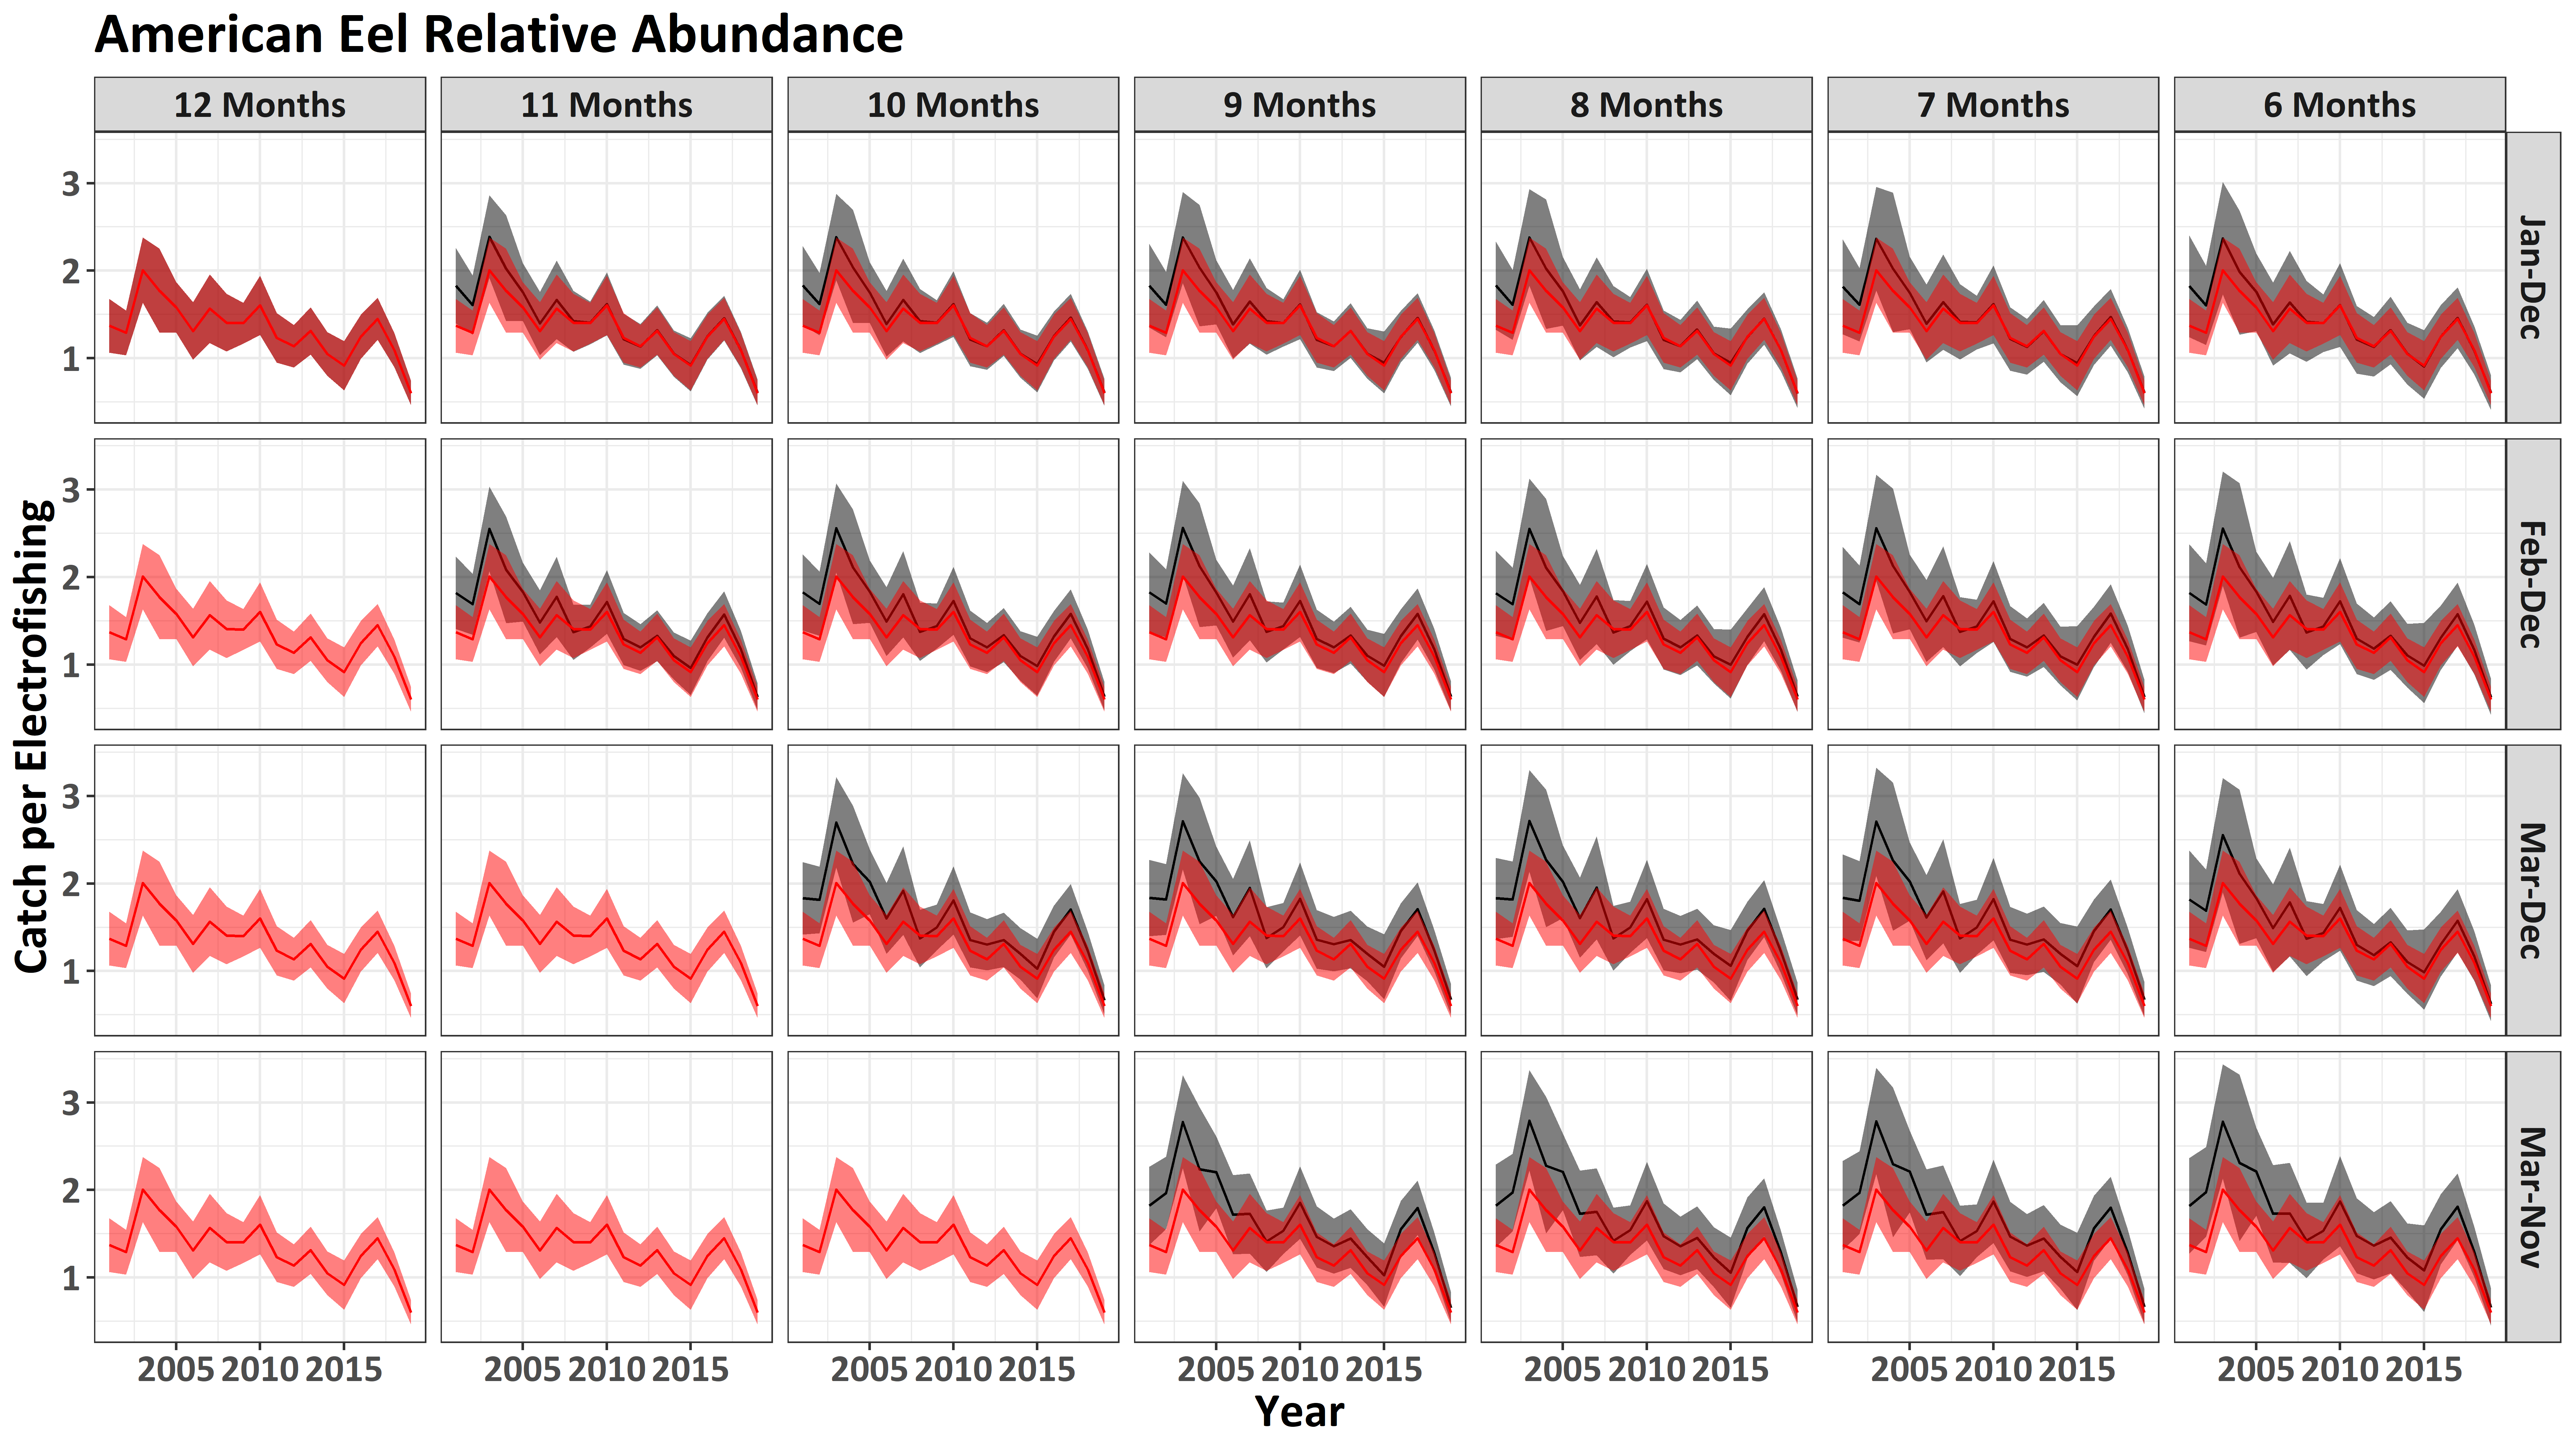 American Eel Relative Abundance
12 Months
11 Months
10 Months
9 Months
8 Months
7 Months
6 Months
3
2
1
Jan-Dec
3
2
1
Feb-Dec
3
2
1
Mar-Dec
3
2
1
Mar-Nov
Catch per Electrofishing
2005 2010 2015
2005 2010 2015
2005 2010 2015
2005 2010 2015
2005 2010 2015
2005 2010 2015
2005 2010 2015
Year